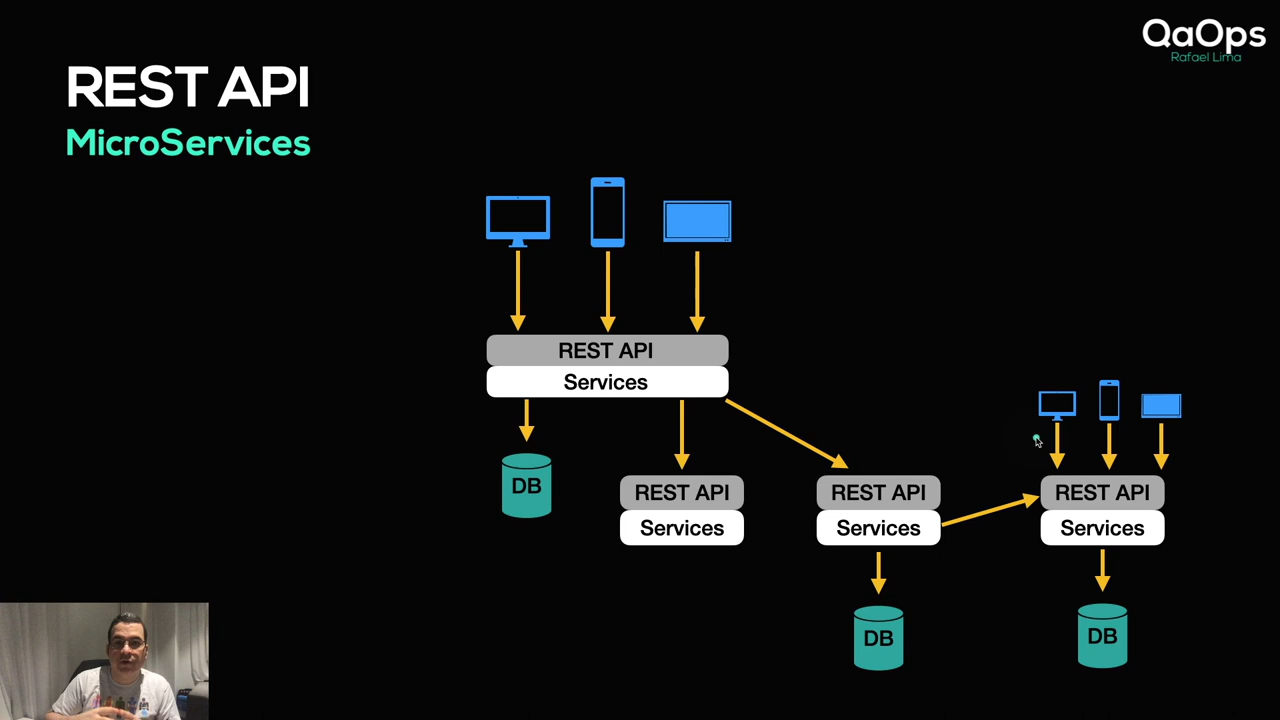 QaOps
Rafael Lima
REST API
MicroServices
REST API
Services
DB
REST API
Services
REST API
Services
DB
REST API
Services
DB